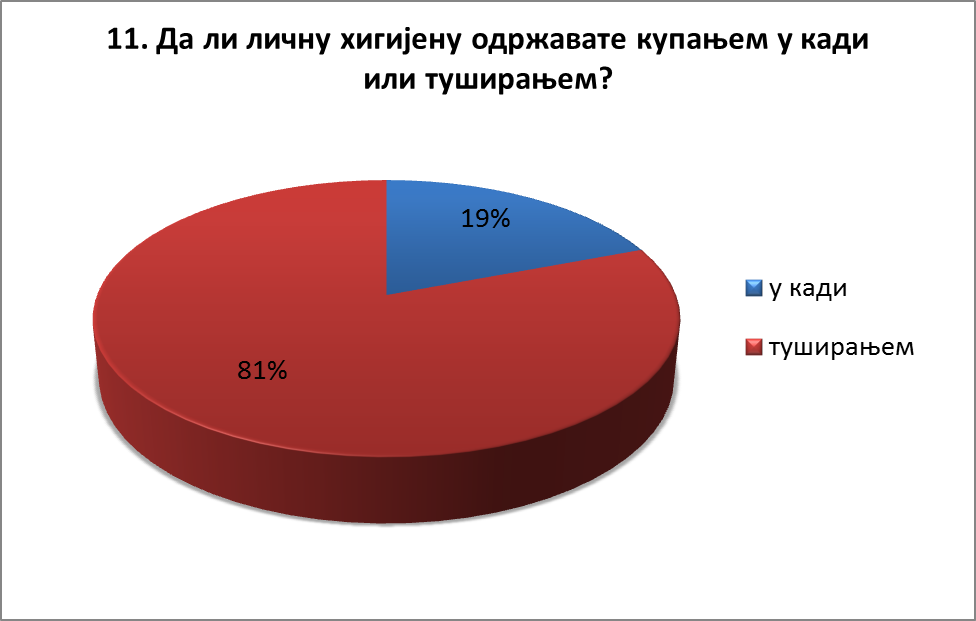 11. Да ли личну хигијену одржавате купањем у кади
или туширањем?
19%
81%
у кади
туширањем